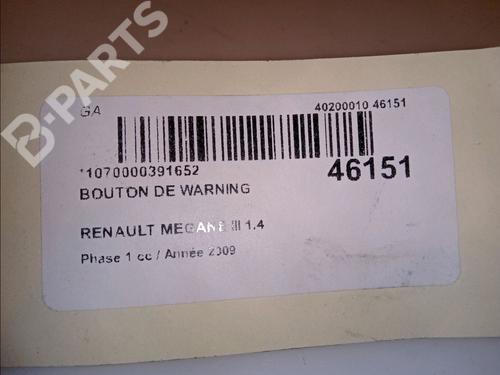 B-PARTS
GA
40200010 46151
*1070000391652
46151
BOUTON DE WARNING
RENAULT MEGANE III 1.4
Phase 1 cc / Année 2009